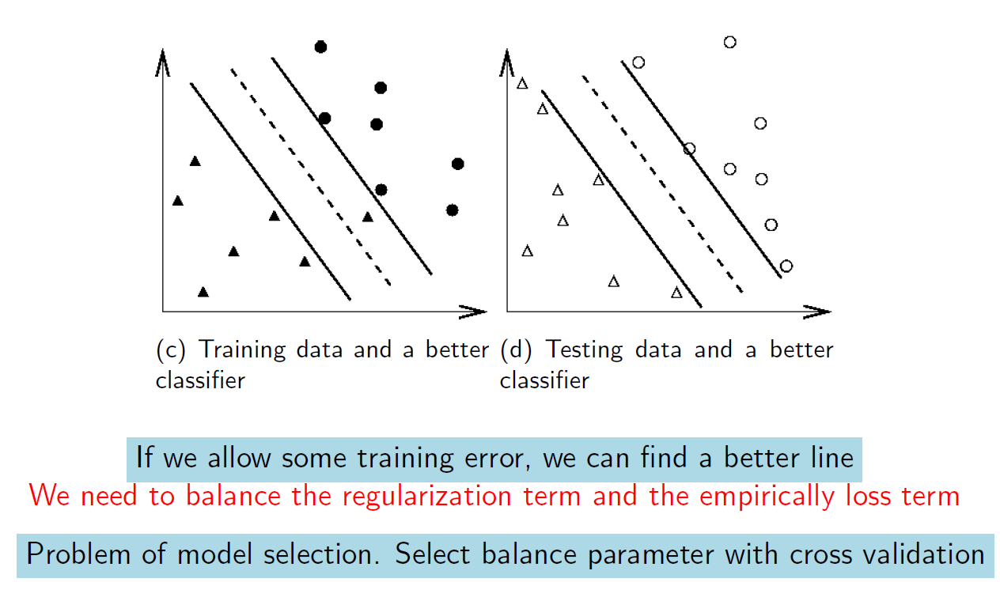 (c) Training data and a better
classifier
(d) Testing data and a better
classifier
If we allow some training error, we can find a better line
We need to balance the regularization term and the empirically loss term
Problem of model selection. Select balance parameter with cross validation